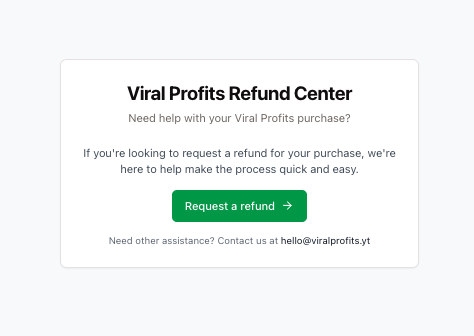 Viral Profits Refund Center
Need help with your Viral Profits purchase?
If you're looking to request a refund for your purchase, we're
here to help make the process quick and easy.
Request a refund →
Need other assistance? Contact us at hello@viralprofits.yt